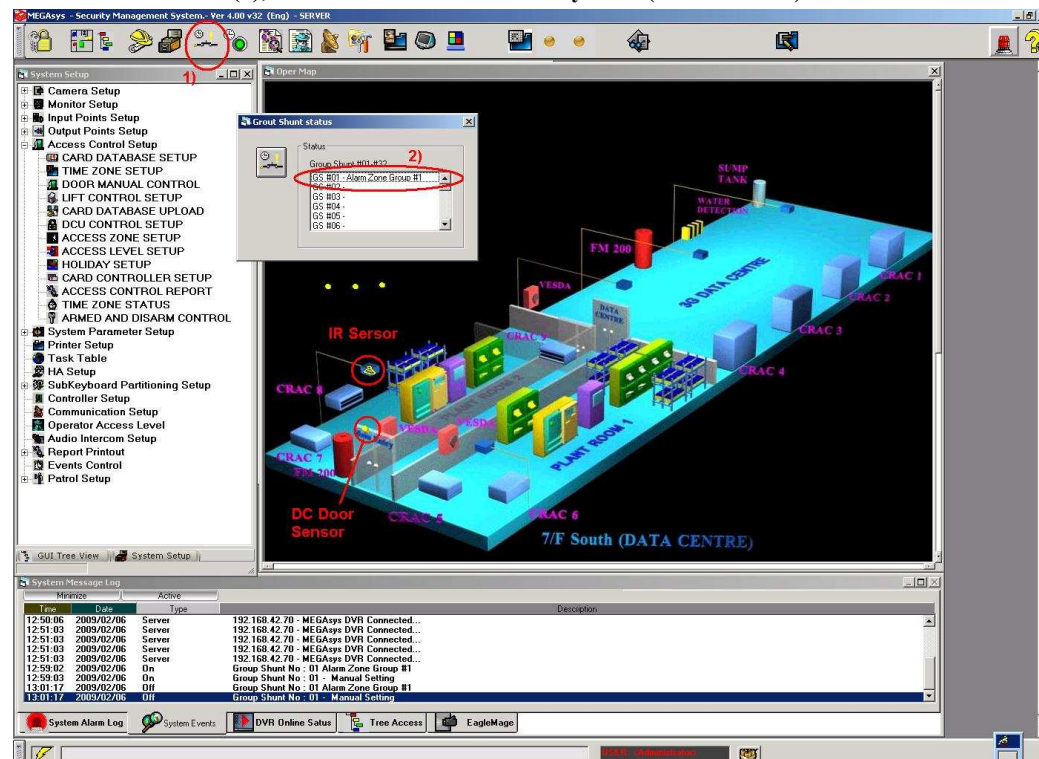 MEGAsys - Security Management System.- Ver 4.00 v32 (Eng) - SERVER
1)
System Setup
Camera Setup
Monitor Setup
Input Points Setup
Output Points Setup
Access Control Setup
CARD DATABASE SETUP
TIME ZONE SETUP
DOOR MANUAL CONTROL
LIFT CONTROL SETUP
CARD DATABASE UPLOAD
DCU CONTROL SETUP
ACCESS ZONE SETUP
ACCESS LEVEL SETUP
HOLIDAY SETUP
CARD CONTROLLER SETUP
ACCESS CONTROL REPORT
TIME ZONE STATUS
ARMED AND DISARM CONTROL
System Parameter Setup
Printer Setup
Task Table
HA Setup
SubKeyboard Partitioning Setup
Controller Setup
Communication Setup
Operator Access Level
Audio Intercom Setup
Report Printout
Events Control
Patrol Setup
GUI Tree View
System Setup
Oper Map
Grout Shunt status
Status
Group Shunt #01-#32
2)
GS #01 - Alarm Zone Group #1
GS #02 -
GS #03 -
GS #04 -
GS #05 -
GS #06 -
SUMP TANK
WATER DETECTION
FM 200
3G DATA CENTRE
CRAC 1
CRAC 2
CRAC 3
CRAC 4
VESDA
DATA CENTRE
IR Sersor
CRAC 8
PLANT ROOM 2
VESDA
VESDA
PLANT ROOM 1
CRAC 7
FM 200
DC Door Sensor
CRAC 5
CRAC 6
7/F South (DATA CENTRE)
System Message Log
Minimize
Active
Time Date Type Description
12:50:06 2009/02/06 Server 192.168.42.70 - MEGAsys DVR Connected...
12:51:03 2009/02/06 Server 192.168.42.70 - MEGAsys DVR Connected...
12:51:03 2009/02/06 Server 192.168.42.70 - MEGAsys DVR Connected...
12:51:03 2009/02/06 Server 192.168.42.70 - MEGAsys DVR Connected...
12:51:03 2009/02/06 Server 192.168.42.70 - MEGAsys DVR Connected...
12:59:02 2009/02/06 On Group Shunt No : 01 Alarm Zone Group #1
12:59:03 2009/02/06 On Group Shunt No : 01 - Manual Setting
13:01:17 2009/02/06 Off Group Shunt No : 01 Alarm Zone Group #1
13:01:17 2009/02/06 Off Group Shunt No : 01 - Manual Setting
System Alarm Log
System Events
DVR Online Satus
Tree Access
EagleMage
USER: (Administrator)